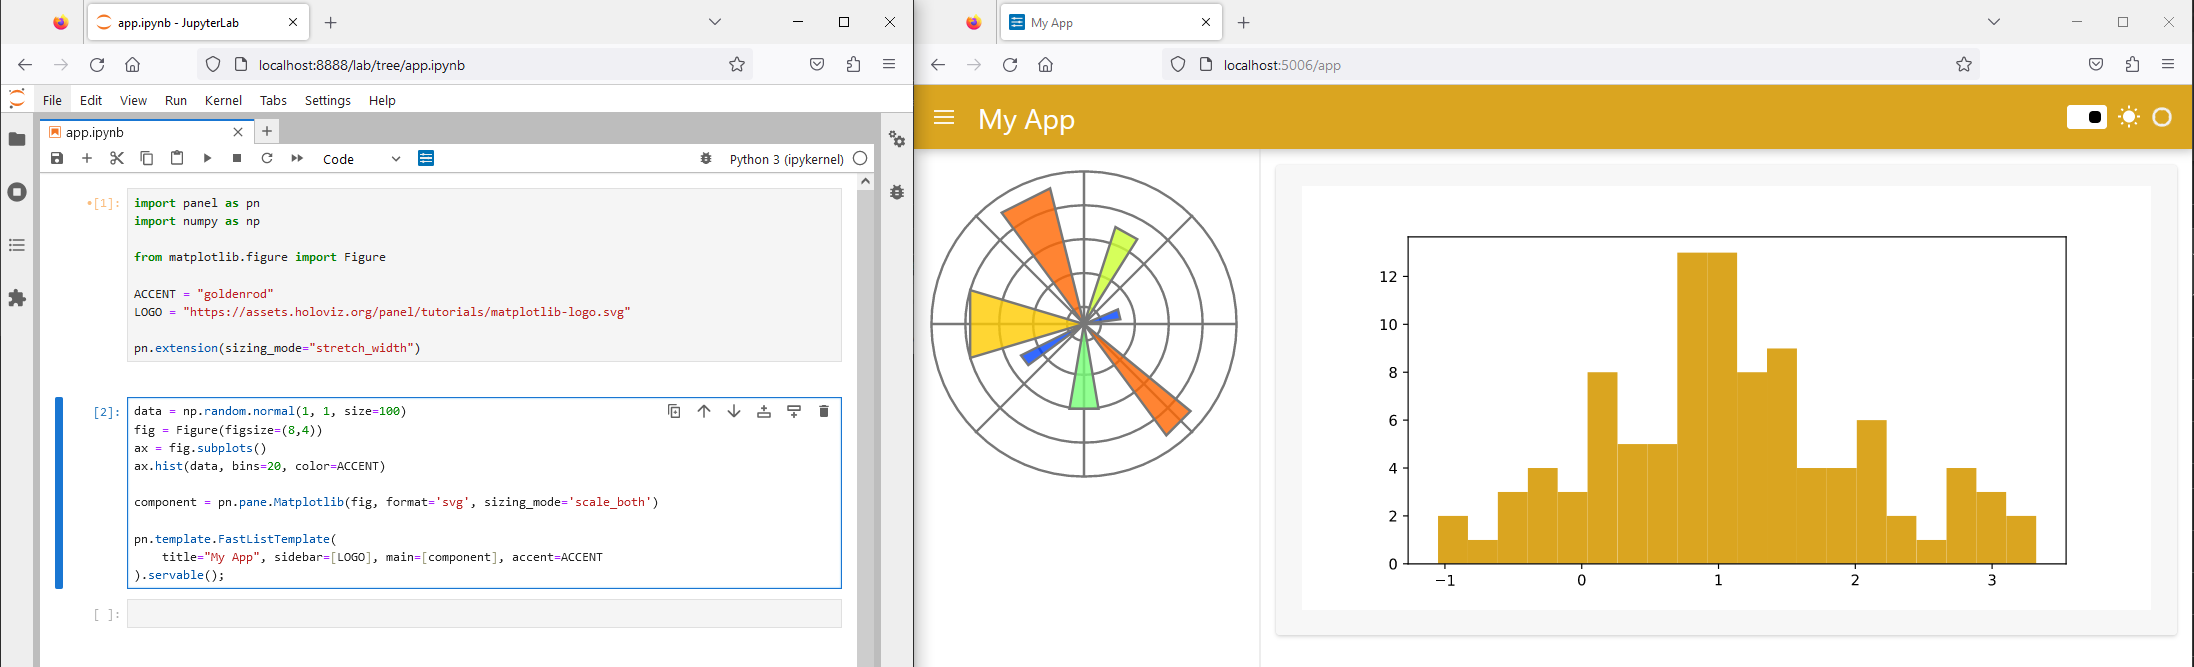 app.ipynb - JupyterLab
localhost:8888/lab/tree/app.ipynb
File Edit View Run Kernel Tabs Settings Help
app.ipynb
Code
Python 3 (ipykernel)
[1]:
import panel as pn
import numpy as np
from matplotlib.figure import Figure
ACCENT = "goldenrod"
LOGO = "https://assets.holoviz.org/panel/tutorials/matplotlib-logo.svg"
pn.extension(sizing_mode="stretch_width")
[2]:
data = np.random.normal(1, 1, size=100)
fig = Figure(figsize=(8,4))
ax = fig.subplots()
ax.hist(data, bins=20, color=ACCENT)
component = pn.pane.Matplotlib(fig, format='svg', sizing_mode='scale_both')
pn.template.FastListTemplate(
    title="My App", sidebar=[LOGO], main=[component], accent=ACCENT
).servable();
[ ]:
My App
localhost:5006/app
My App
12
10
8
6
4
2
0
−1 0 1 2 3